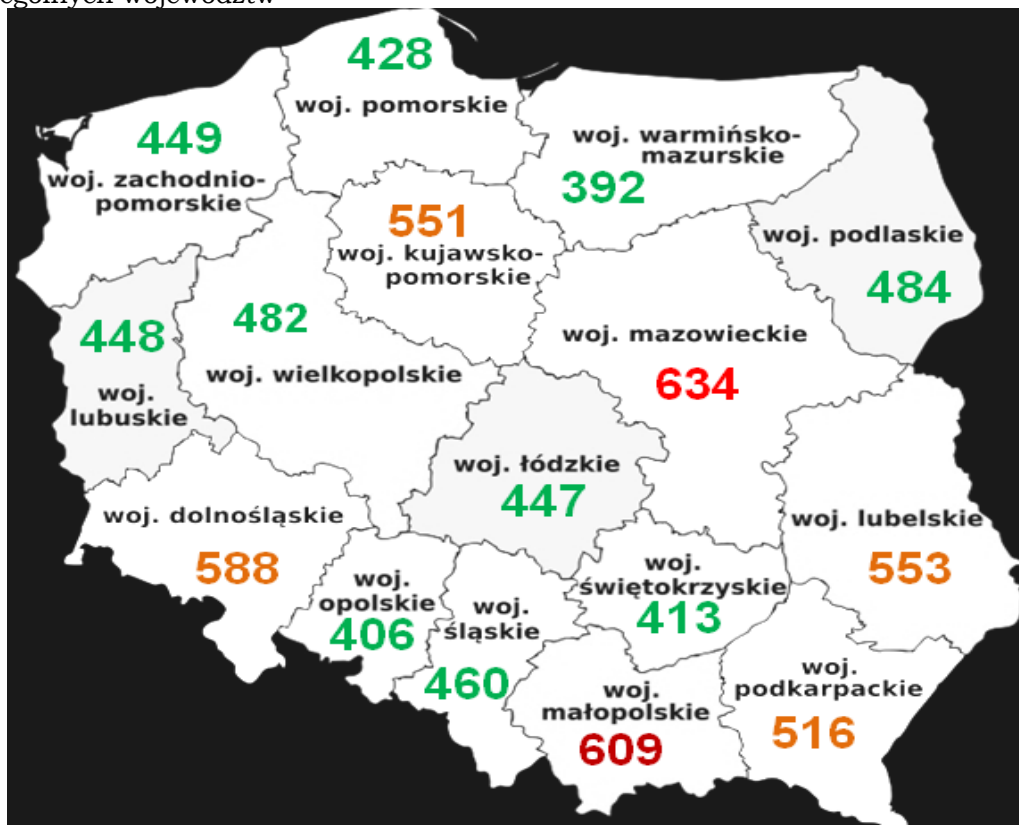 ególnych województw
428
woj. pomorskie
449
woj. zachodnio-
pomorskie
woj. warmińsko-
mazurskie
392
551
woj. kujawsko-
pomorskie
woj. podlaskie
484
448
woj.
lubuskie
482
woj. wielkopolskie
woj. mazowieckie
634
woj. łódzkie
447
woj. dolnośląskie
588
woj. lubelskie
553
woj.
opolskie
406
woj.
śląskie
460
woj.
świętokrzyskie
413
woj.
małopolskie
609
woj.
podkarpackie
516